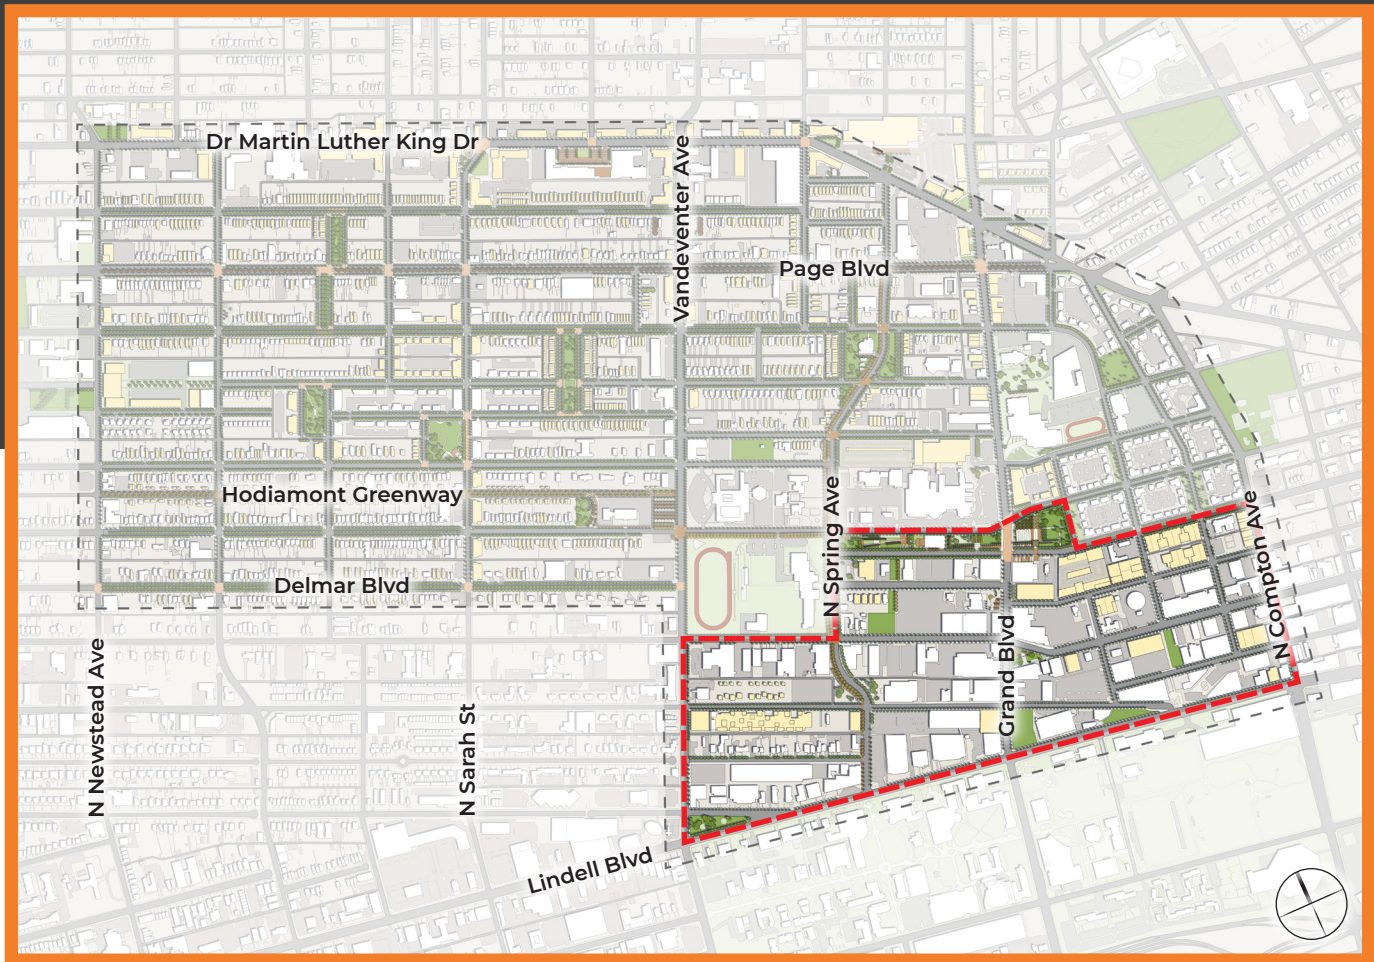 Dr Martin Luther King Dr
Vandeventer Ave
Page Blvd
Hodiamont Greenway
N Spring Ave
N Compton Ave
Delmar Blvd
Grand Blvd
N Newstead Ave
N Sarah St
Lindell Blvd